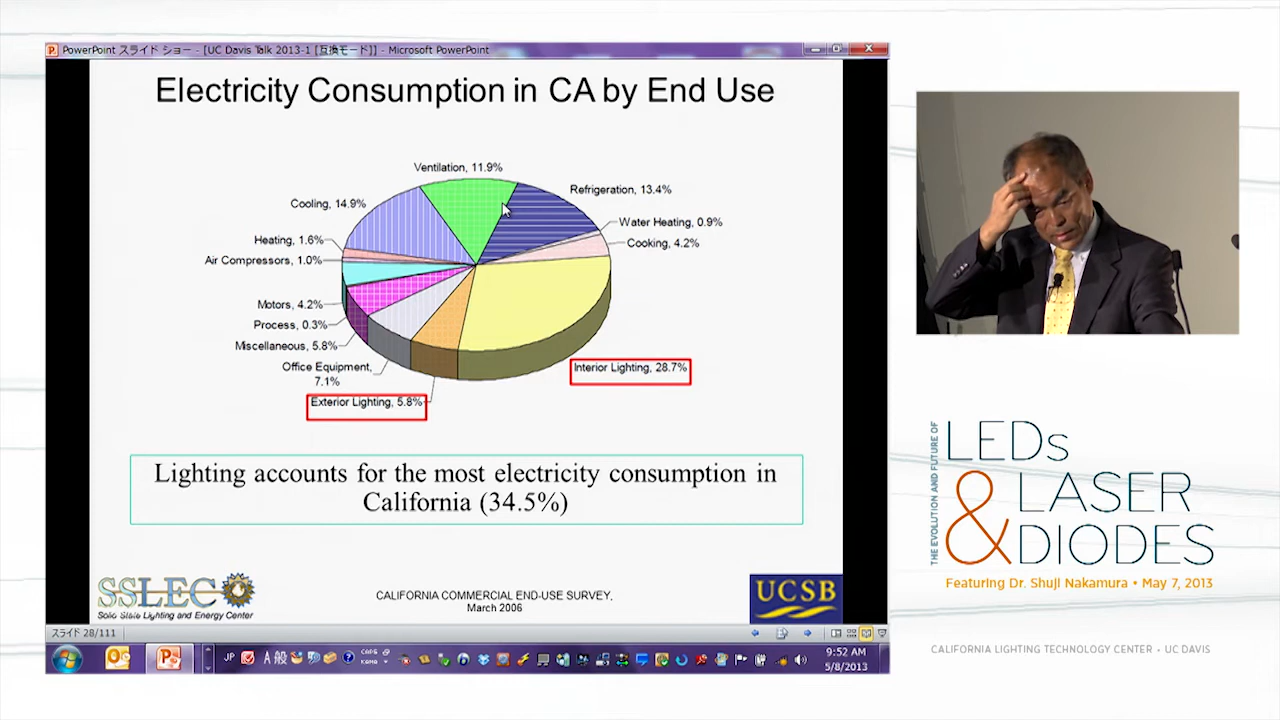 PowerPoint スライド ショー - [UC Davis Talk 2013-1 [互換モード]] - Microsoft PowerPoint
Electricity Consumption in CA by End Use
Ventilation, 11.9%
Refrigeration, 13.4%
Cooling, 14.9%
Water Heating, 0.9%
Heating, 1.6%
Cooking, 4.2%
Air Compressors, 1.0%
Motors, 4.2%
Process, 0.3%
Miscellaneous, 5.8%
Office Equipment,
7.1%
Interior Lighting, 28.7%
Exterior Lighting, 5.8%
Lighting accounts for the most electricity consumption in
California (34.5%)
SSLEC
Solid State Lighting and Energy Center
CALIFORNIA COMMERCIAL END-USE SURVEY,
March 2006
UCSB
スライド 28/111
JP
A 般
CAPS
KANA
9:52 AM
5/8/2013
THE EVOLUTION AND FUTURE OF
LEDs
& LASER
DIODES
Featuring Dr. Shuji Nakamura • May 7, 2013
CALIFORNIA LIGHTING TECHNOLOGY CENTER • UC DAVIS